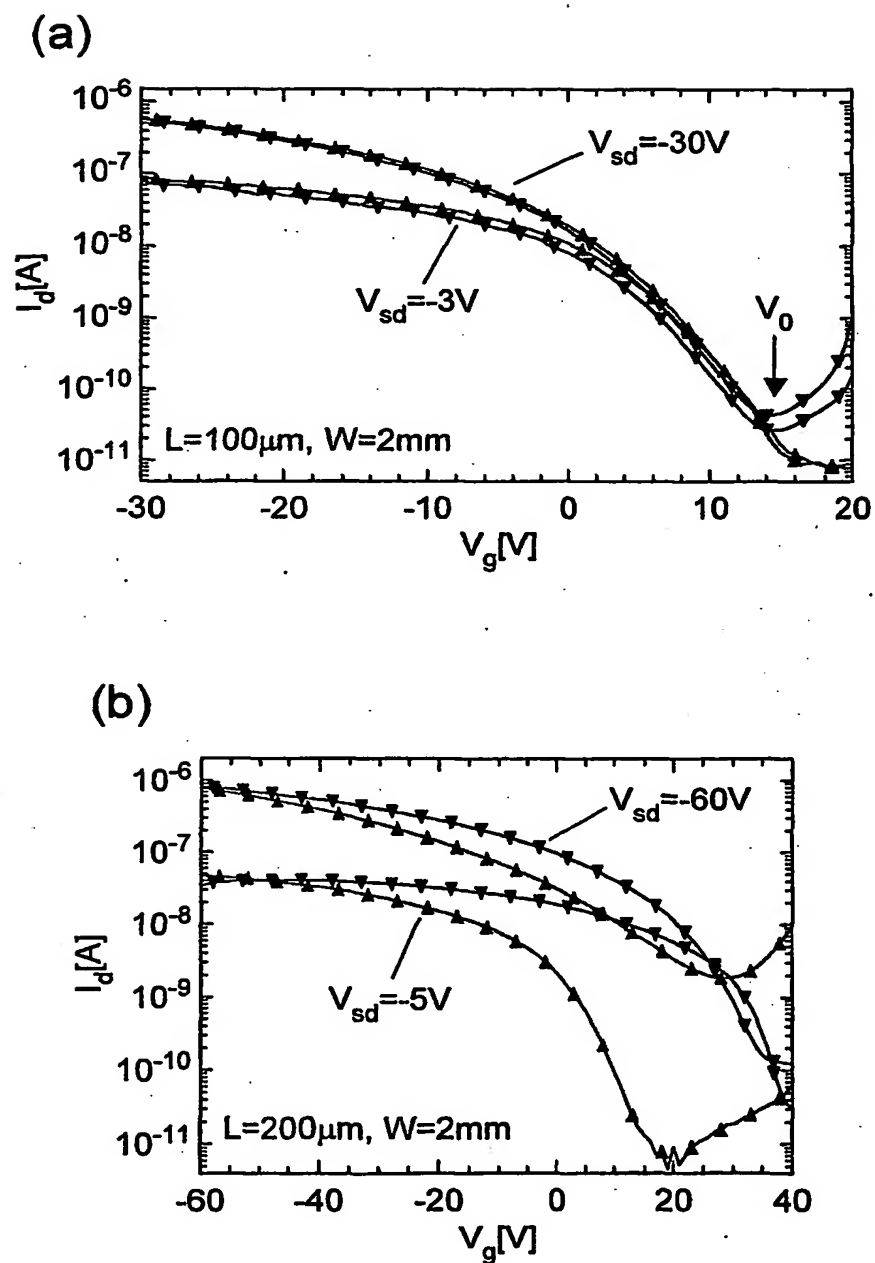 (a)
10⁻⁶
10⁻⁷
10⁻⁸
10⁻⁹
10⁻¹⁰
10⁻¹¹
I_d[A]
V_sd=-30V
V_sd=-3V
V_0
L=100μm, W=2mm
-30 -20 -10 0 10 20
V_g[V]
(b)
10⁻⁶
10⁻⁷
10⁻⁸
10⁻⁹
10⁻¹⁰
10⁻¹¹
I_d[A]
V_sd=-60V
V_sd=-5V
L=200μm, W=2mm
-60 -40 -20 0 20 40
V_g[V]